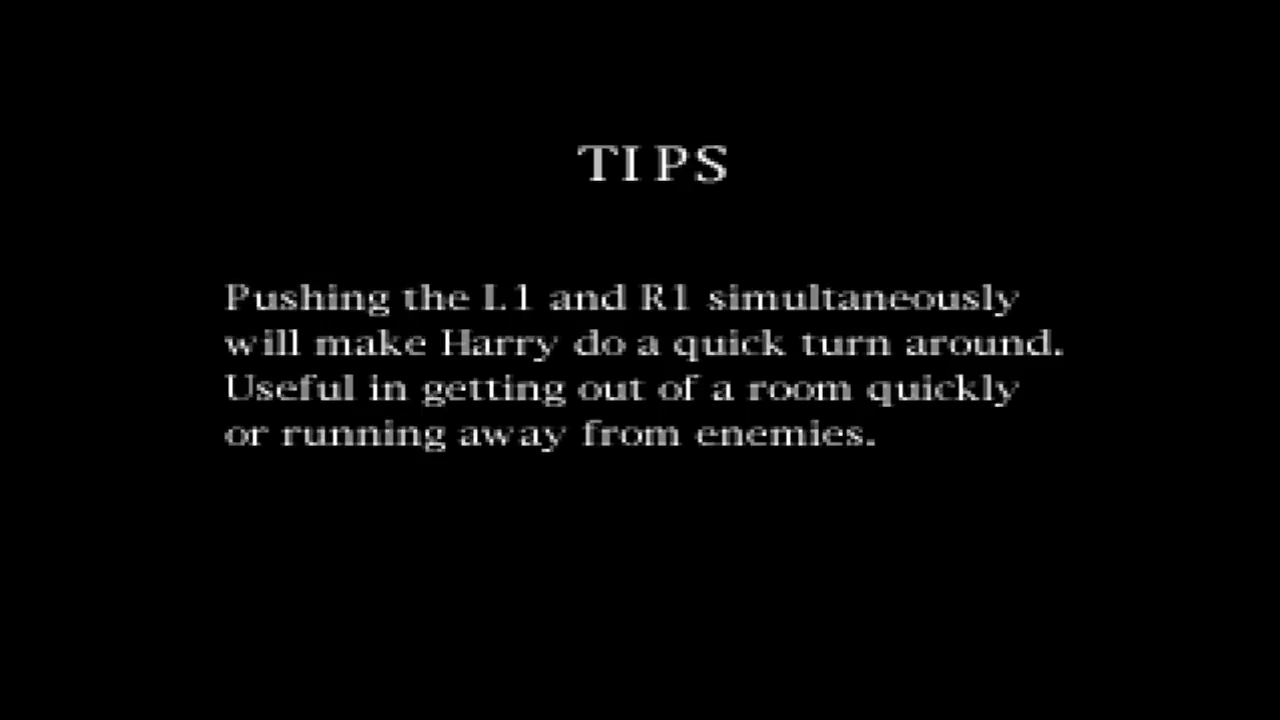 TIPS
Pushing the L1 and R1 simultaneously
will make Harry do a quick turn around.
Useful in getting out of a room quickly
or running away from enemies.